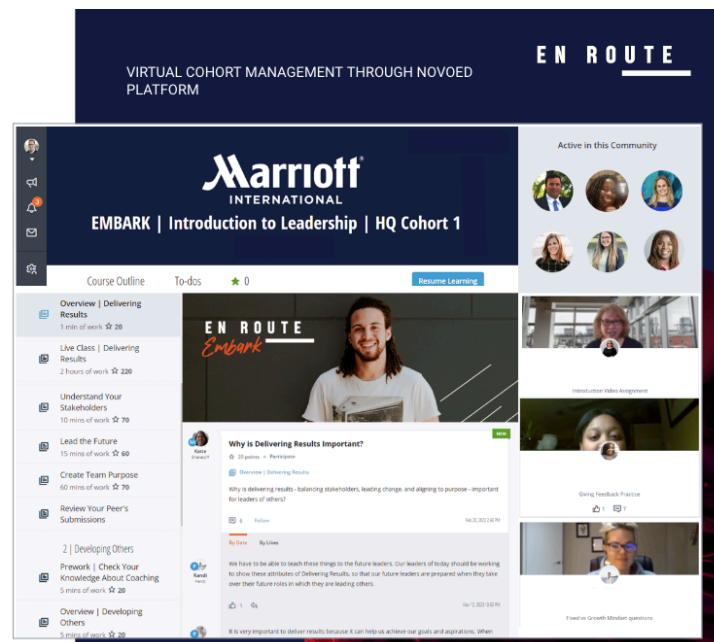 VIRTUAL COHORT MANAGEMENT THROUGH NOVOED
PLATFORM
EN ROUTE
3
Marriott
INTERNATIONAL
EMBARK | Introduction to Leadership | HQ Cohort 1
Active in this Community
Course Outline
To-dos
0
Resume Learning
Overview | Delivering
Results
1 min of work 20
Live Class | Delivering
Results
2 hours of work 220
Understand Your
Stakeholders
10 mins of work 70
Lead the Future
15 mins of work 60
Create Team Purpose
60 mins of work 70
Review Your Peer's
Submissions
2 | Developing Others
Prework | Check Your
Knowledge About Coaching
5 mins of work 20
Overview | Developing
Others
5 mins of work 20
EN ROUTE
Embark
NEW
Katie
Why is Delivering Results Important?
20 points • Participate
Overview | Delivering Results
Why is delivering results - balancing stakeholders, leading change, and aligning to purpose - important
for leaders of others?
6
Follow
By Date
By Likes
Kandi
We have to be able to teach these things to the future leaders. Our leaders of today should be working
to show these attributes of Delivering Results, so that our future leaders are prepared when they take
over their future roles in which they are leading others.
1
It is very important to deliver results because it can help us achieve our goals and aspirations. When
Introduction Video Assignment
Giving Feedback Practice
1
7
Fixed vs Growth Mindset questions